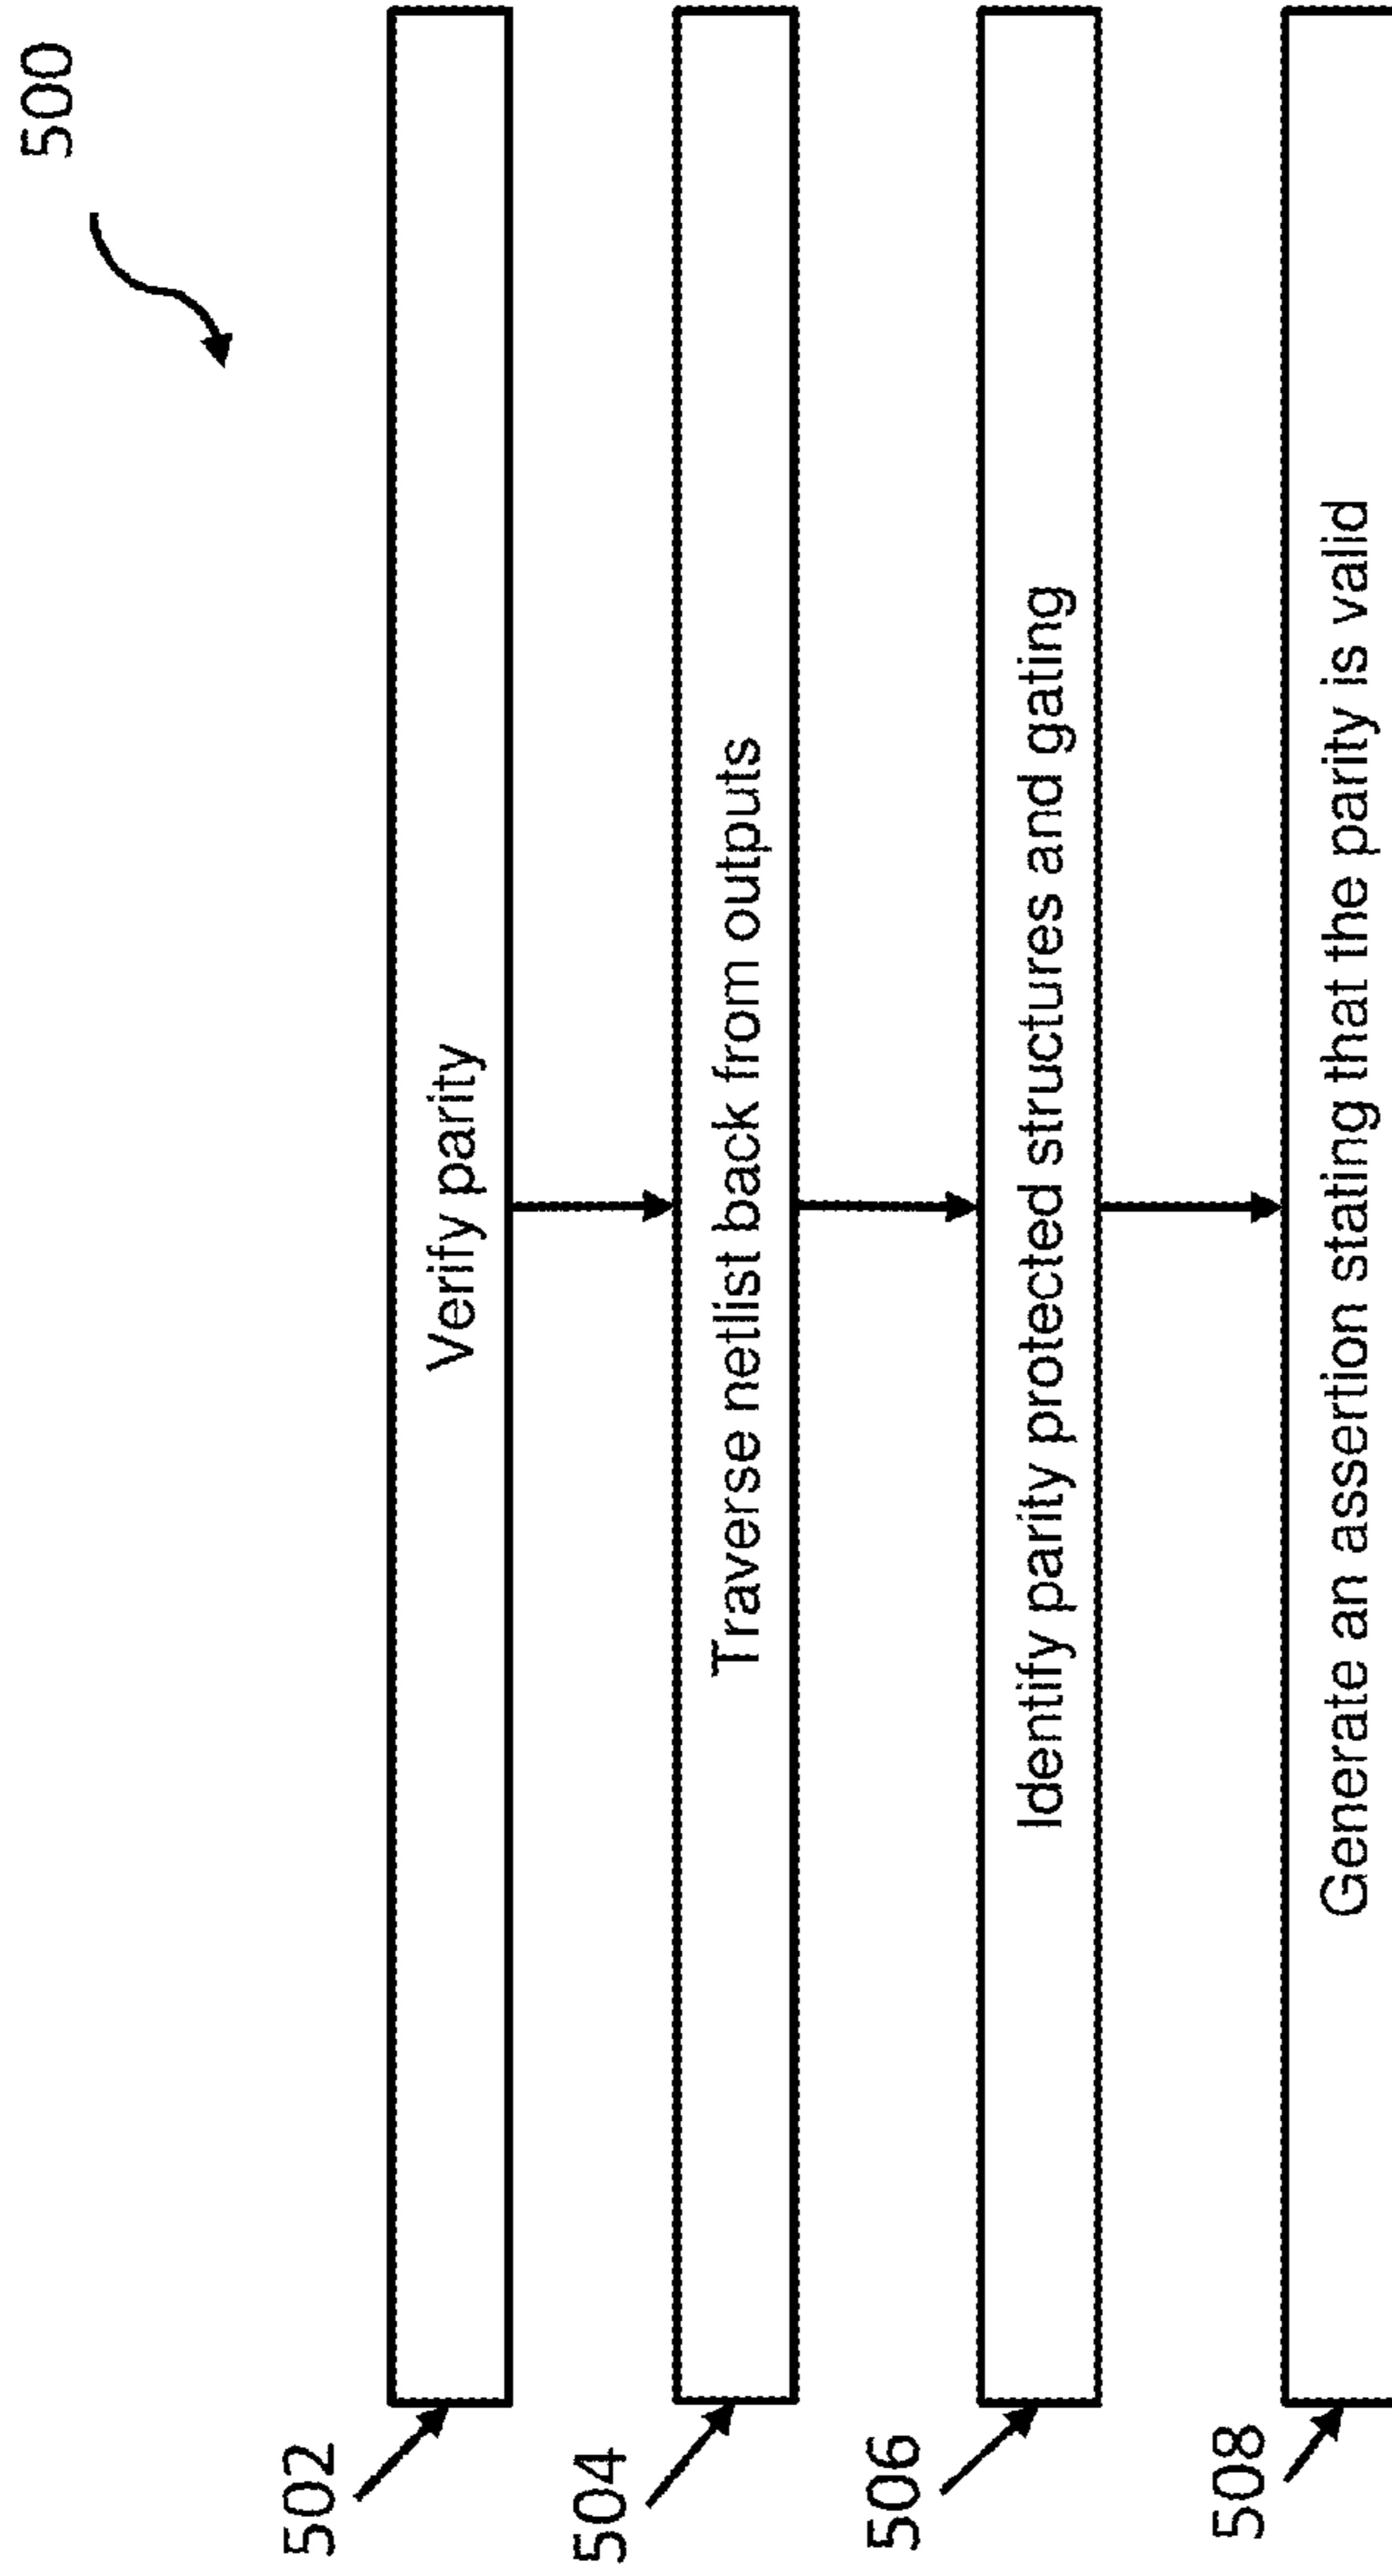 500
502
Verify parity
504
Traverse netlist back from outputs
506
Identify parity protected structures and gating
508
Generate an assertion stating that the parity is valid